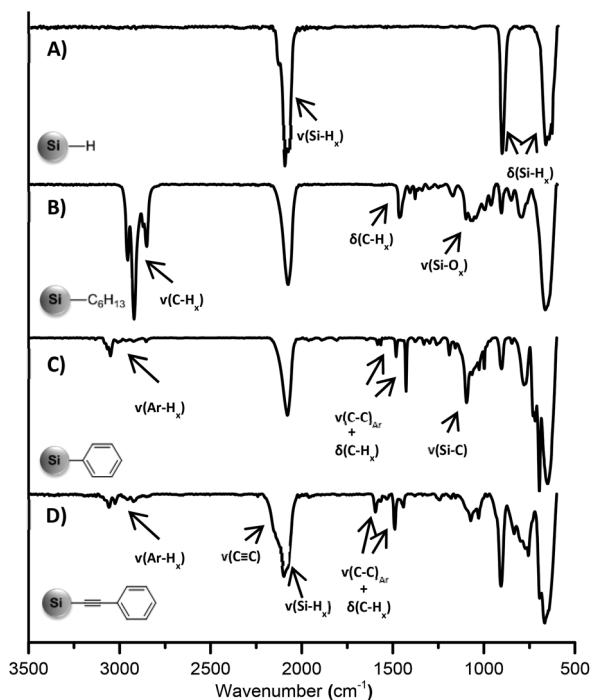 A)
ν(Si-Hx)
Si
H
δ(Si-Hx)
B)
δ(C-Hx)
ν(Si-Ox)
Si
C6H13
ν(C-Hx)
C)
ν(Ar-Hx)
ν(C-C)Ar
+
δ(C-Hx)
ν(Si-C)
Si
D)
ν(Ar-Hx)
ν(C≡C)
ν(Si-Hx)
ν(C-C)Ar
+
δ(C-Hx)
Si
3500 3000 2500 2000 1500 1000 500
Wavenumber (cm-1)